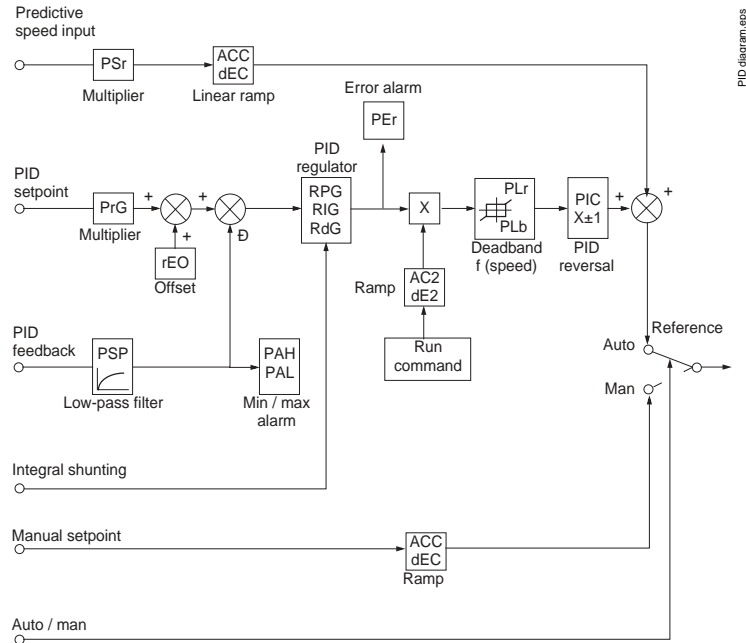 Predictive
speed input
PID diagram.eos
PSr
Multiplier
ACC
dEC
Linear ramp
+
Error alarm
PEr
PID
setpoint
PrG
Multiplier
+
+
+
rEO
Offset
Đ
PID
regulator
RPG
RIG
RdG
X
Ramp
AC2
dE2
Run
command
PLr
PLb
Deadband
f (speed)
PIC
X±1
PID
reversal
+
PID
feedback
PSP
Low-pass filter
PAH
PAL
Min / max
alarm
Auto
Reference
Man
Integral shunting
Manual setpoint
ACC
dEC
Ramp
Auto / man